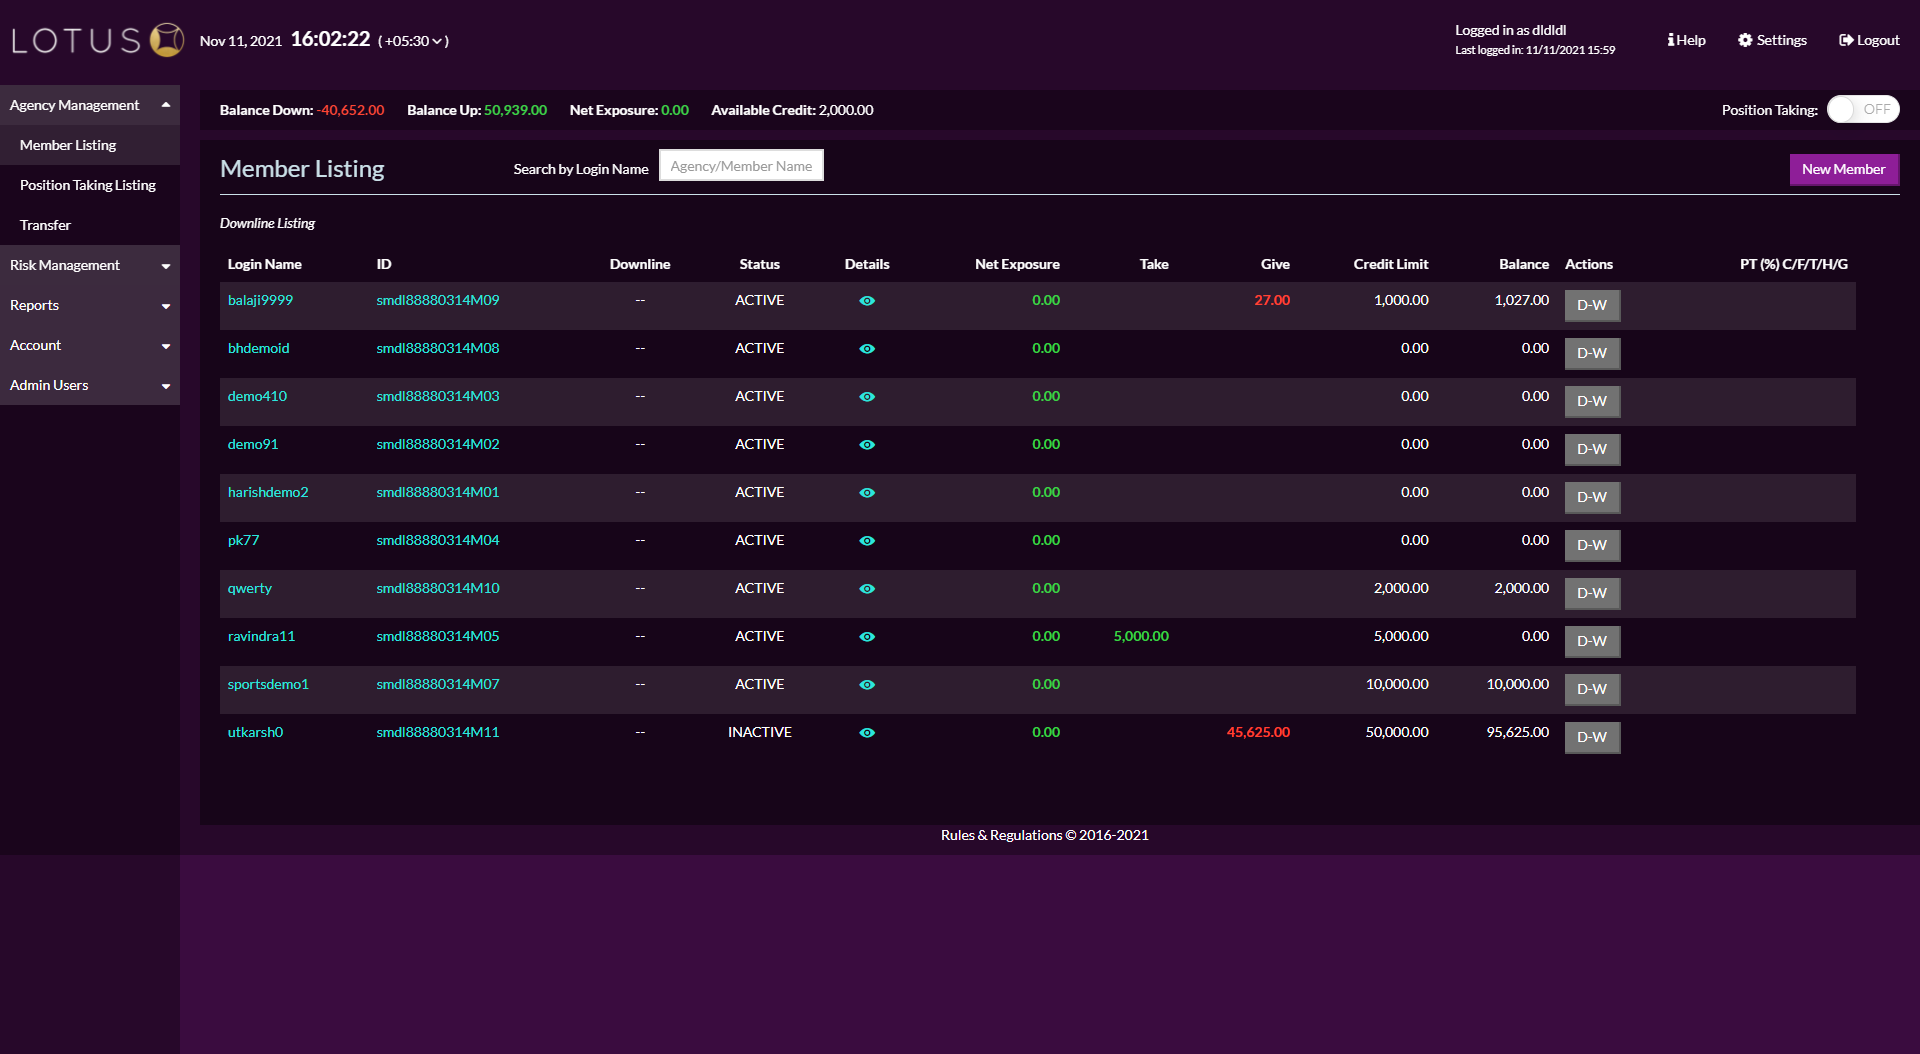 LOTUS Nov 11, 2021 16:02:22 ( +05:30 )
Logged in as dldldl
Last logged in: 11/11/2021 15:59
Help Settings Logout
Agency Management
Member Listing
Position Taking Listing
Transfer
Risk Management
Reports
Account
Admin Users
Balance Down: -40,652.00 Balance Up: 50,939.00 Net Exposure: 0.00 Available Credit: 2,000.00 Position Taking: OFF
Member Listing Search by Login Name Agency/Member Name New Member
Downline Listing
Login Name ID Downline Status Details Net Exposure Take Give Credit Limit Balance Actions PT (%) C/F/T/H/G
balaji9999 smdl88880314M09 -- ACTIVE 0.00 27.00 1,000.00 1,027.00 D-W
bhdemoid smdl88880314M08 -- ACTIVE 0.00 0.00 0.00 D-W
demo410 smdl88880314M03 -- ACTIVE 0.00 0.00 0.00 D-W
demo91 smdl88880314M02 -- ACTIVE 0.00 0.00 0.00 D-W
harishdemo2 smdl88880314M01 -- ACTIVE 0.00 0.00 0.00 D-W
pk77 smdl88880314M04 -- ACTIVE 0.00 0.00 0.00 D-W
qwerty smdl88880314M10 -- ACTIVE 0.00 2,000.00 2,000.00 D-W
ravindra11 smdl88880314M05 -- ACTIVE 0.00 5,000.00 5,000.00 0.00 D-W
sportsdemo1 smdl88880314M07 -- ACTIVE 0.00 10,000.00 10,000.00 D-W
utkarsh0 smdl88880314M11 -- INACTIVE 0.00 45,625.00 50,000.00 95,625.00 D-W
Rules & Regulations © 2016-2021